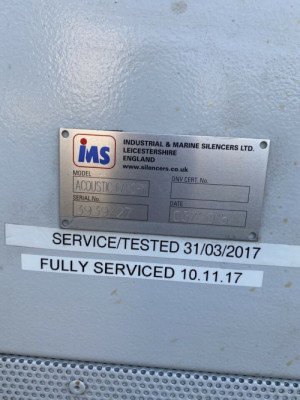 ims
INDUSTRIAL & MARINE SILENCERS LTD.
LEICESTERSHIRE
ENGLAND
www.silencers.co.uk
MODEL
DNV CERT. No.
ACOUSTIC
SERIAL No.
DATE
SERVICE/TESTED 31/03/2017
FULLY SERVICED 10.11.17